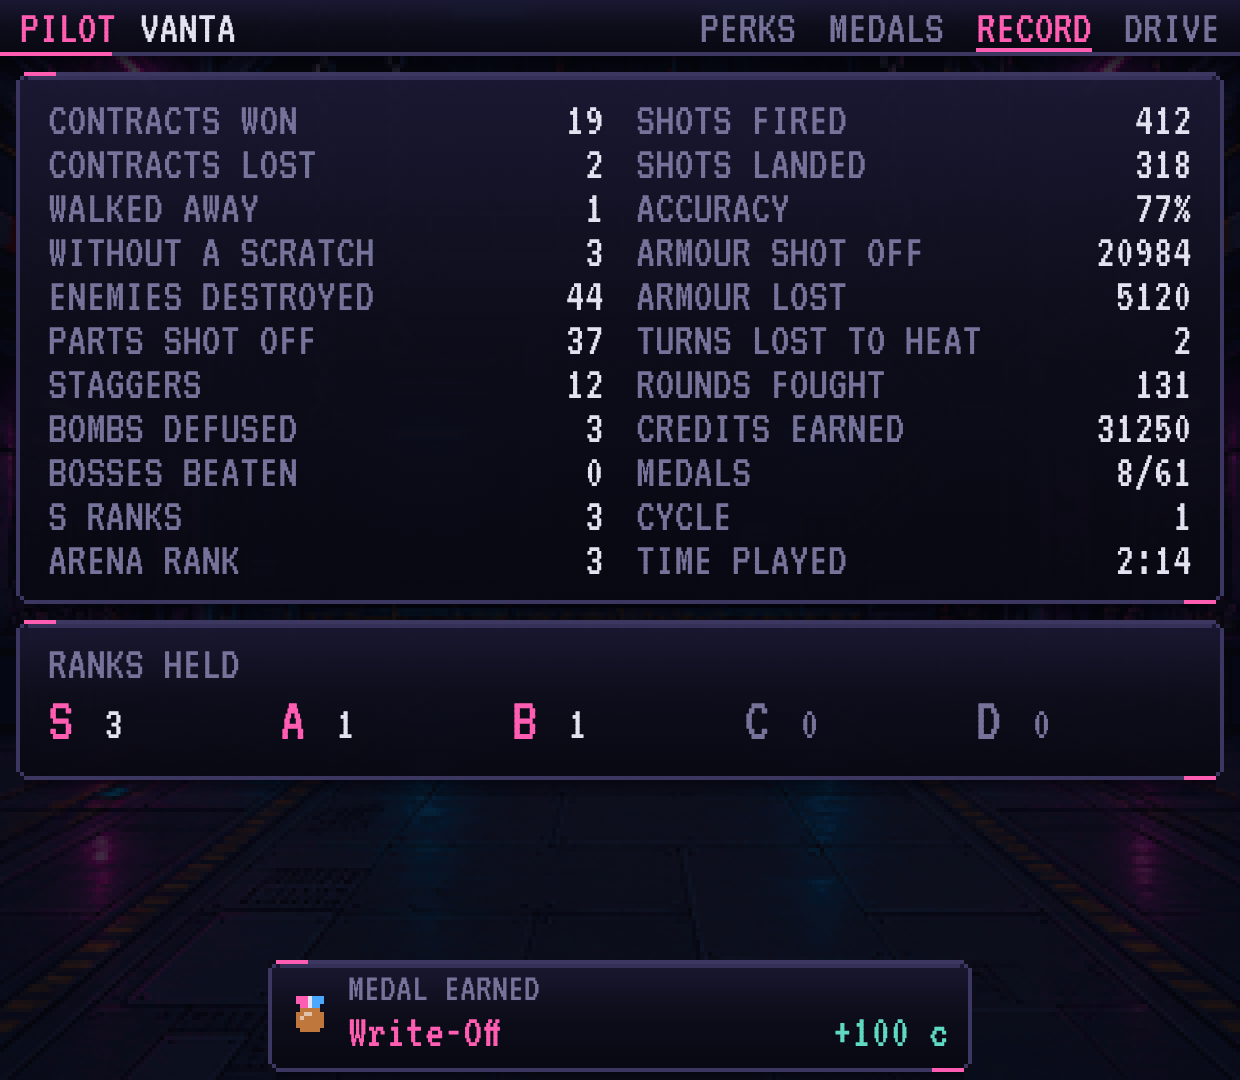 PILOT VANTA PERKS MEDALS RECORD DRIVE
CONTRACTS WON 19
CONTRACTS LOST 2
WALKED AWAY 1
WITHOUT A SCRATCH 3
ENEMIES DESTROYED 44
PARTS SHOT OFF 37
STAGGERS 12
BOMBS DEFUSED 3
BOSSES BEATEN 0
S RANKS 3
ARENA RANK 3
SHOTS FIRED 412
SHOTS LANDED 318
ACCURACY 77%
ARMOUR SHOT OFF 20984
ARMOUR LOST 5120
TURNS LOST TO HEAT 2
ROUNDS FOUGHT 131
CREDITS EARNED 31250
MEDALS 8/61
CYCLE 1
TIME PLAYED 2:14
RANKS HELD
S 3 A 1 B 1 C 0 D 0
MEDAL EARNED
Write-Off +100 c